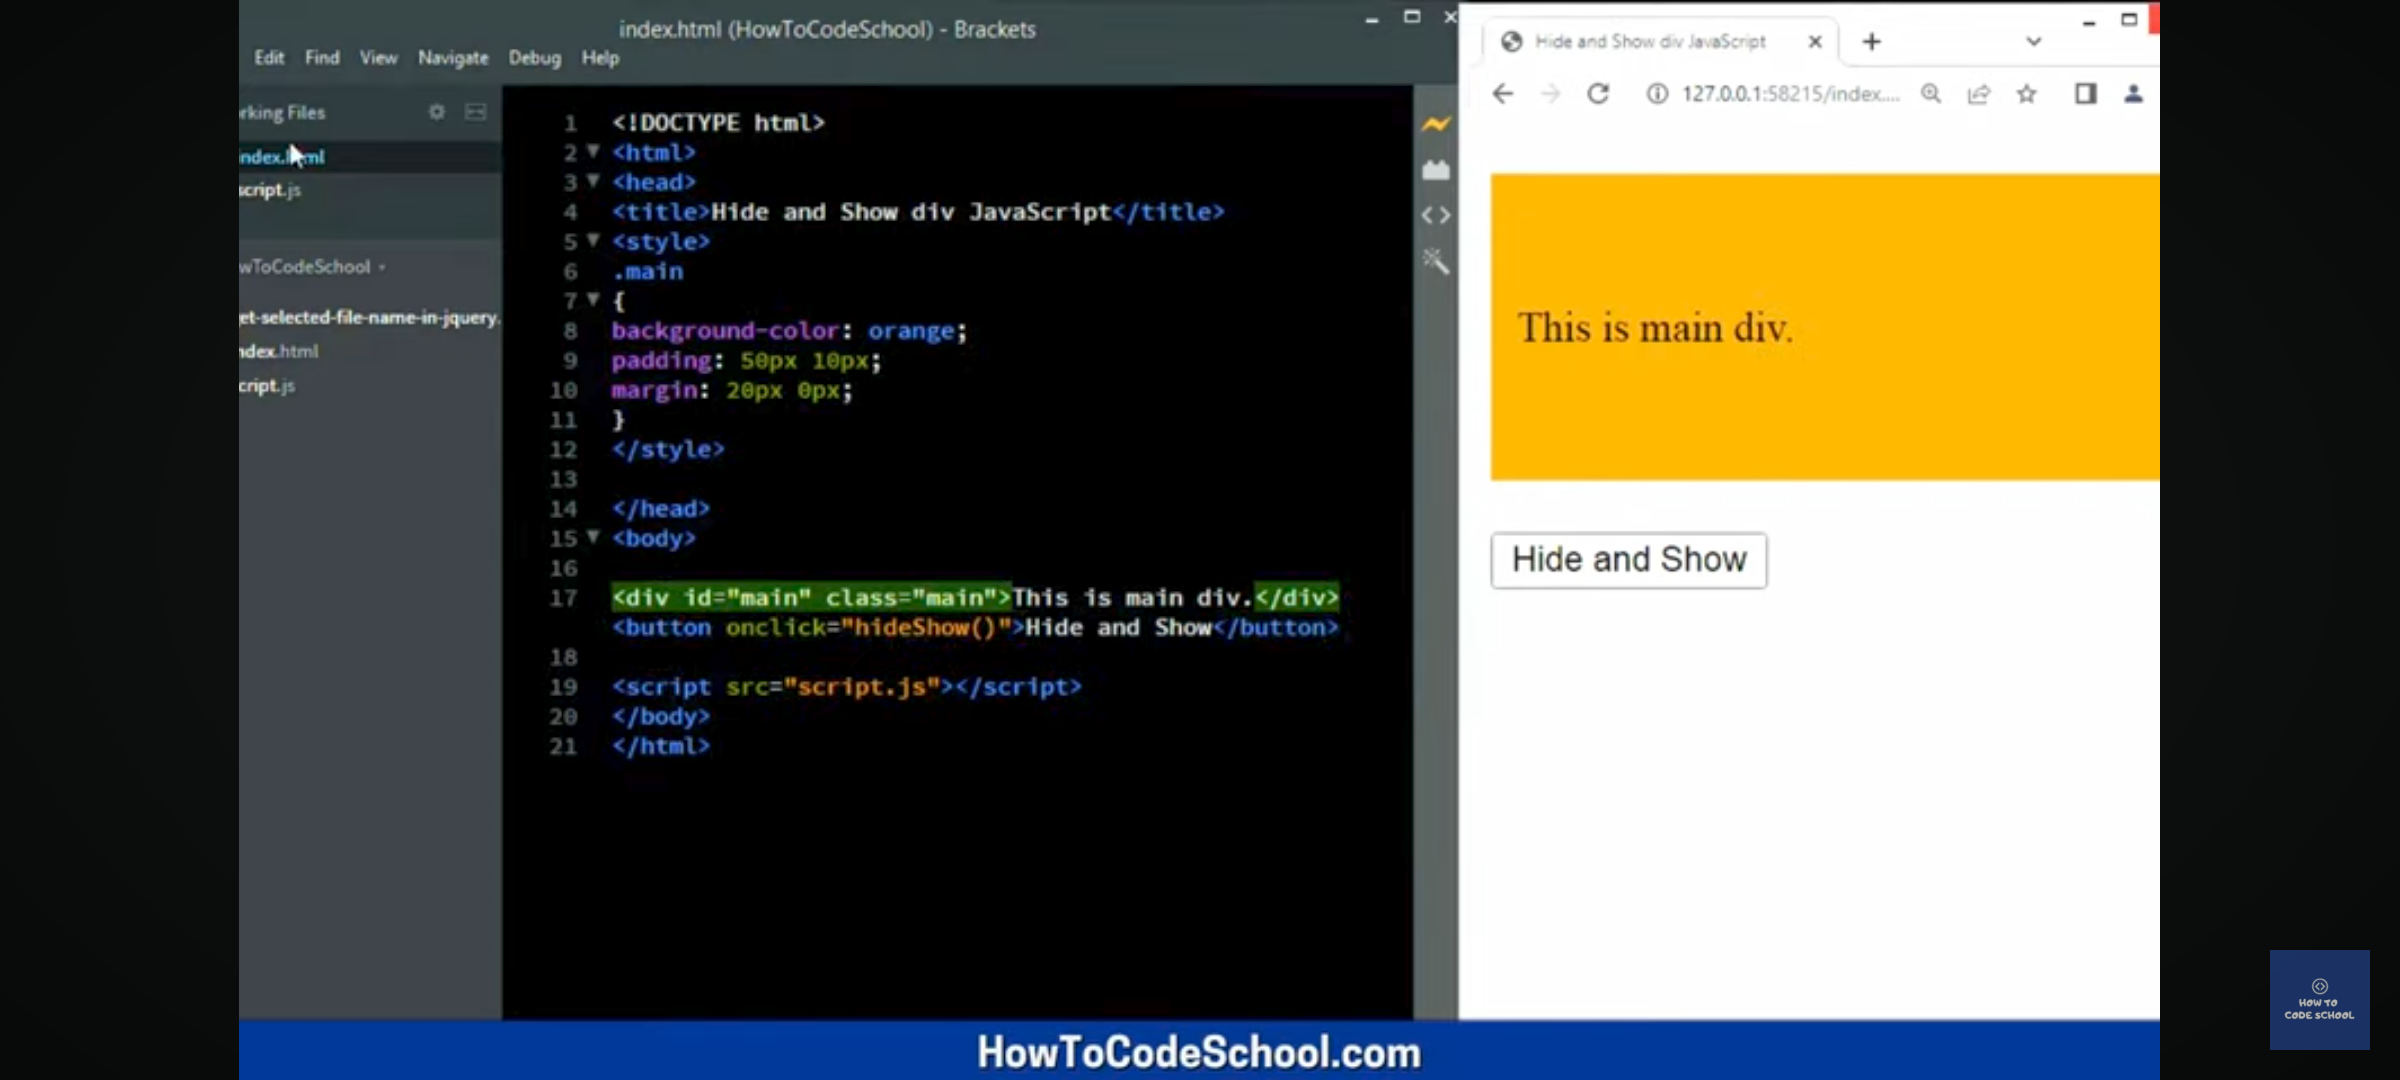 index.html (HowToCodeSchool) - Brackets
Edit Find View Navigate Debug Help
rking Files
index.html
script.js
wToCodeSchool
et-selected-file-name-in-jquery.
ndex.html
cript.js
1 <!DOCTYPE html>
2 <html>
3 <head>
4 <title>Hide and Show div JavaScript</title>
5 <style>
6 .main
7 {
8 background-color: orange;
9 padding: 50px 10px;
10 margin: 20px 0px;
11 }
12 </style>
13
14 </head>
15 <body>
16
17 <div id="main" class="main">This is main div.</div>
<button onclick="hideShow()">Hide and Show</button>
18
19 <script src="script.js"></script>
20 </body>
21 </html>
Hide and Show div JavaScript
127.0.0.1:58215/index....
This is main div.
Hide and Show
HowToCodeSchool.com
HOW TO
CODE SCHOOL